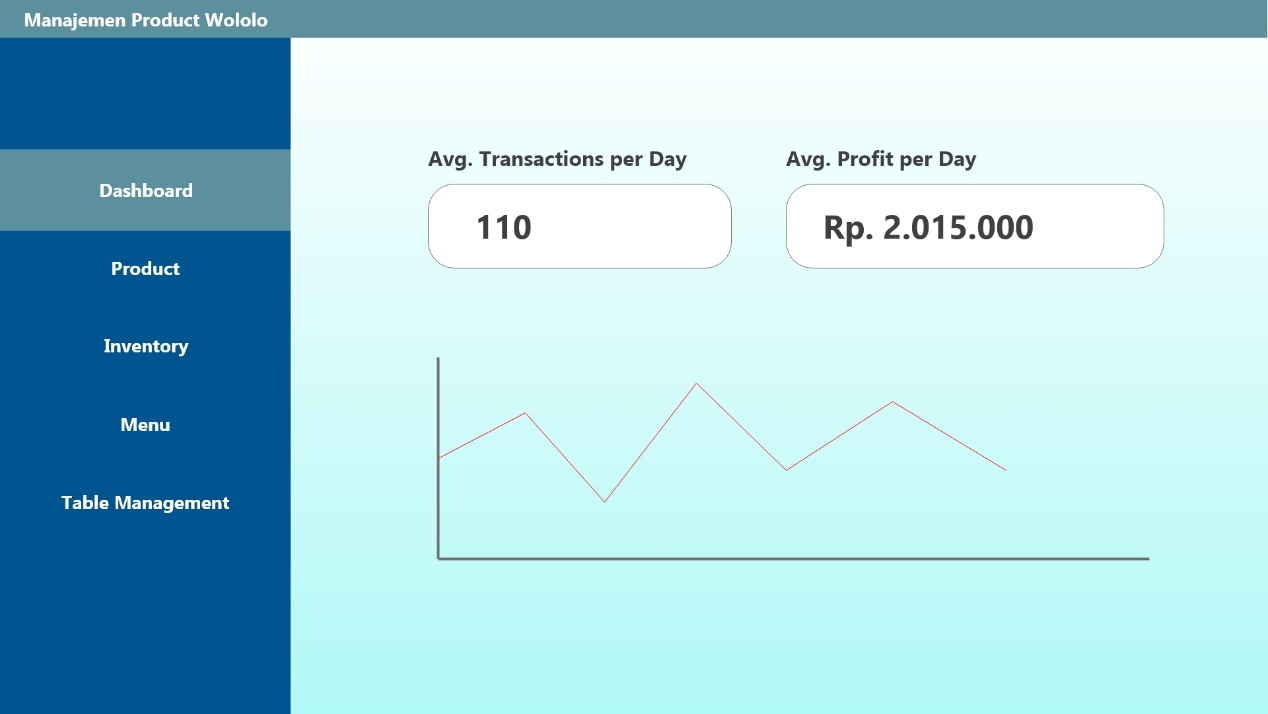 Manajemen Product Wololo
Dashboard
Product
Inventory
Menu
Table Management
Avg. Transactions per Day
110
Avg. Profit per Day
Rp. 2.015.000